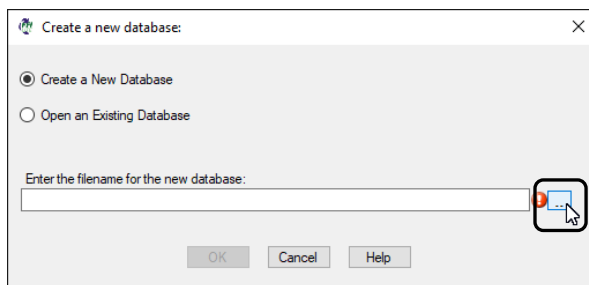 Create a new database:
Create a New Database
Open an Existing Database
Enter the filename for the new database:
...
OK Cancel Help